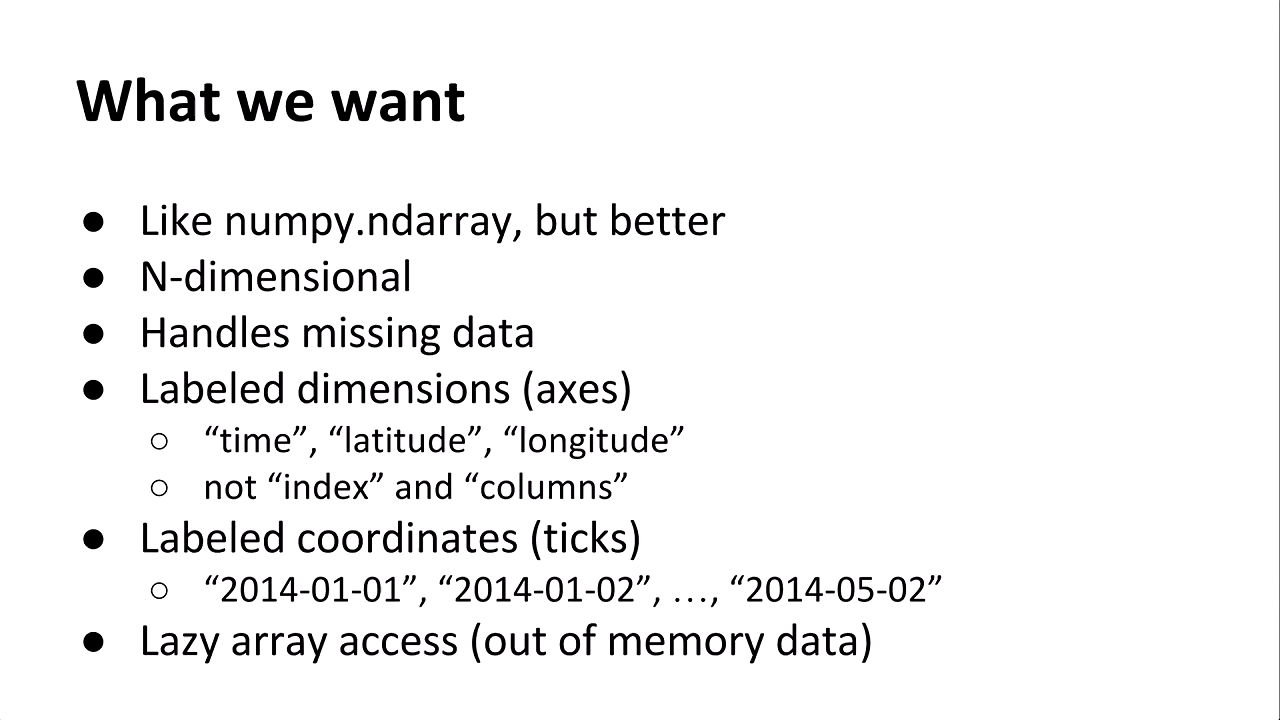 What we want
● Like numpy.ndarray, but better
● N-dimensional
● Handles missing data
● Labeled dimensions (axes)
○ “time”, “latitude”, “longitude”
○ not “index” and “columns”
● Labeled coordinates (ticks)
○ “2014-01-01”, “2014-01-02”, …, “2014-05-02”
● Lazy array access (out of memory data)